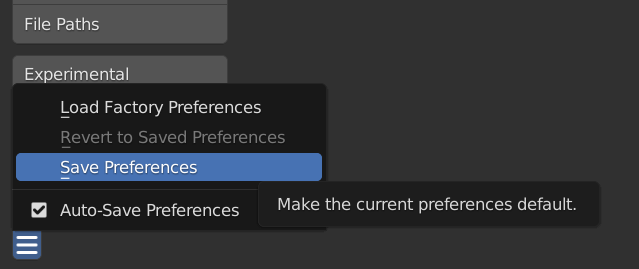 File Paths
Experimental
Load Factory Preferences
Revert to Saved Preferences
Save Preferences
Auto-Save Preferences
Make the current preferences default.